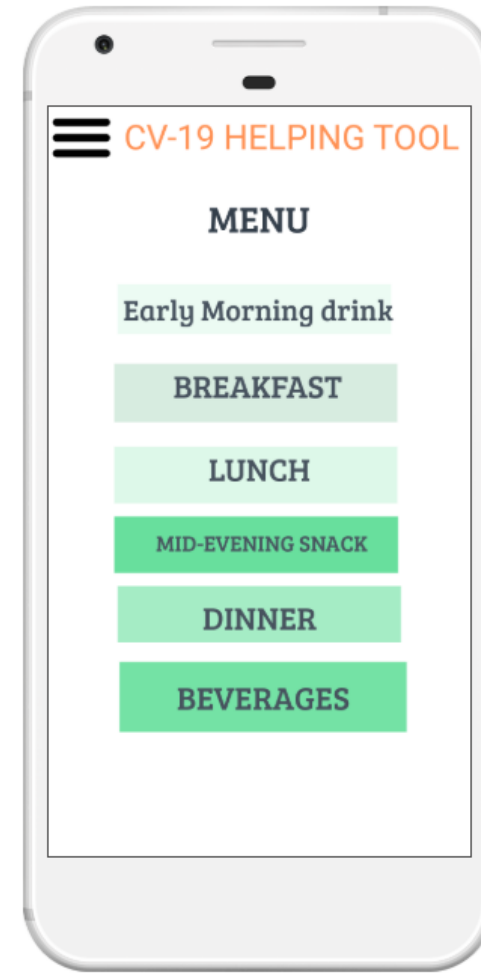 CV-19 HELPING TOOL
MENU
Early Morning drink
BREAKFAST
LUNCH
MID-EVENING SNACK
DINNER
BEVERAGES